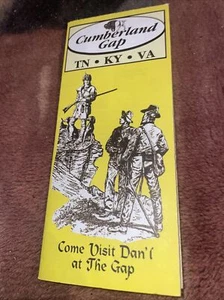 Cumberland
Gap
TN • KY • VA
Come Visit Dan'l
at The Gap